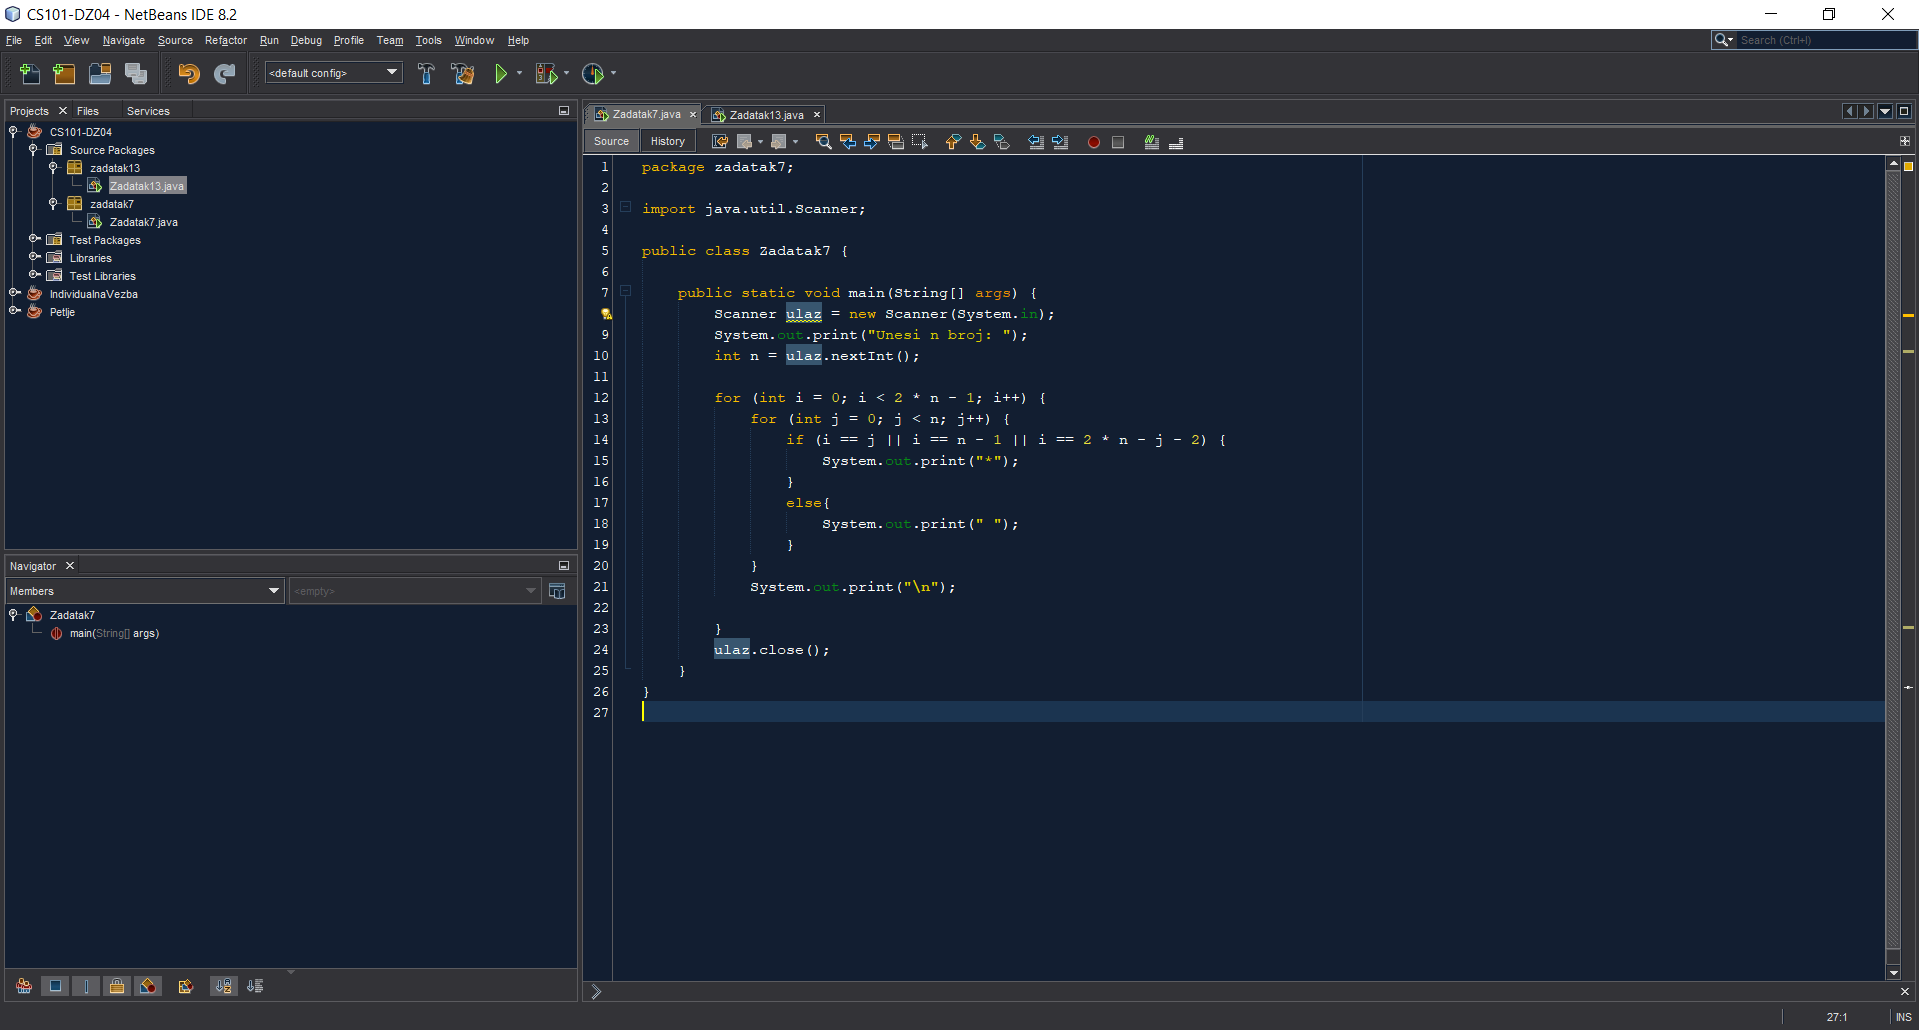 CS101-DZ04 - NetBeans IDE 8.2
File Edit View Navigate Source Refactor Run Debug Profile Team Tools Window Help
Search (Ctrl+I)
<default config>
Projects Files Services
CS101-DZ04
Source Packages
zadatak13
Zadatak13.java
zadatak7
Zadatak7.java
Test Packages
Libraries
Test Libraries
IndividualnaVezba
Petlje
Navigator
Members <empty>
Zadatak7
main(String[] args)
Zadatak7.java Zadatak13.java
Source History
1 package zadatak7;
2
3 import java.util.Scanner;
4
5 public class Zadatak7 {
6
7 public static void main(String[] args) {
Scanner ulaz = new Scanner(System.in);
9 System.out.print("Unesi n broj: ");
10 int n = ulaz.nextInt();
11
12 for (int i = 0; i < 2 * n - 1; i++) {
13 for (int j = 0; j < n; j++) {
14 if (i == j || i == n - 1 || i == 2 * n - j - 2) {
15 System.out.print("*");
16 }
17 else{
18 System.out.print(" ");
19 }
20 }
21 System.out.print("\n");
22
23 }
24 ulaz.close();
25 }
26 }
27
27:1 INS